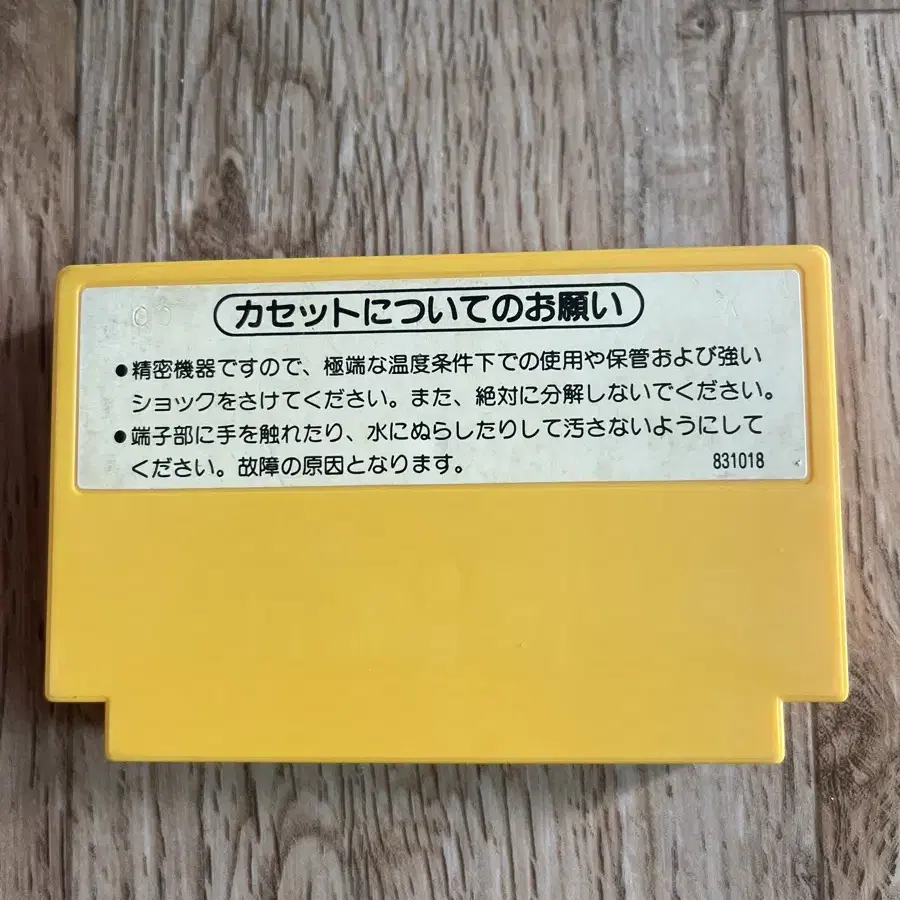 カセットについてのお願い
●精密機器ですので、極端な温度条件下での使用や保管および強い
ショックをさけてください。また、絶対に分解しないでください。
●端子部に手を触れたり、水にぬらしたりして汚さないようにして
ください。故障の原因となります。 831018